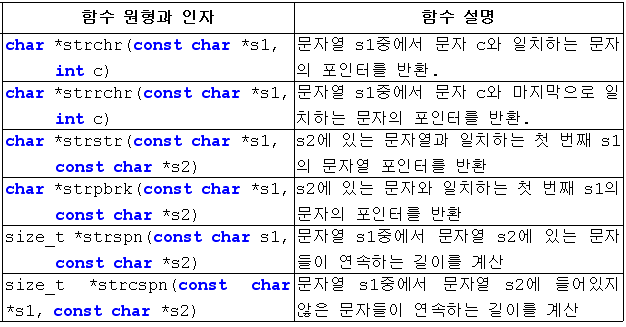 함수 원형과 인자
함수 설명
char *strchr(const char *s1,
int c)
문자열 s1중에서 문자 c와 일치하는 문자
의 포인터를 반환.
char *strrchr(const char *s1,
int c)
문자열 s1중에서 문자 c와 마지막으로 일
치하는 문자의 포인터를 반환.
char *strstr(const char *s1,
const char *s2)
s2에 있는 문자열과 일치하는 첫 번째 s1
의 문자열 포인터를 반환
char *strpbrk(const char *s1,
const char *s2)
s2에 있는 문자와 일치하는 첫 번째 s1의
문자의 포인터를 반환
size_t *strspn(const char s1,
const char *s2)
문자열 s1중에서 문자열 s2에 있는 문자
들이 연속하는 길이를 계산
size_t *strcspn(const char
*s1, const char *s2)
문자열 s1중에서 문자열 s2에 들어있지
않은 문자들이 연속하는 길이를 계산